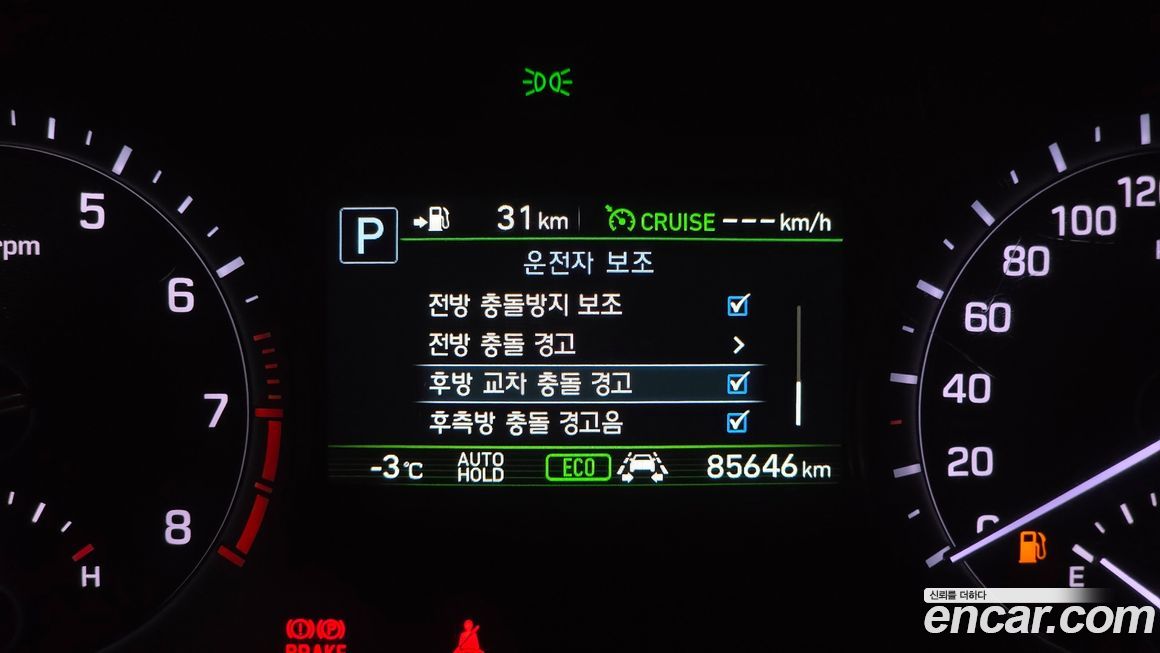 P
31 km
CRUISE --- km/h
운전자 보조
전방 충돌방지 보조
전방 충돌 경고
후방 교차 충돌 경고
후측방 충돌 경고음
-3°C
AUTO HOLD
ECO
85646 km
rpm
5
6
7
8
H
120
100
80
60
40
20
0
E
BRAKE
신뢰를 더하다
encar.com